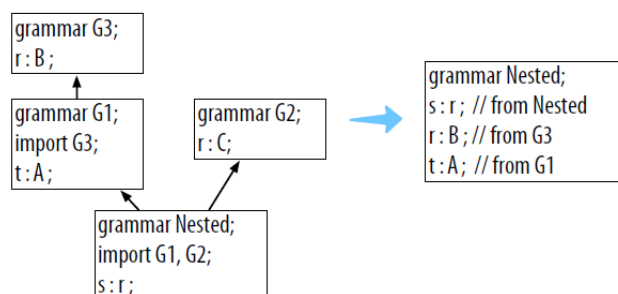 grammar G3;
r : B ;
grammar G1;
import G3;
t : A ;
grammar G2;
r : C;
grammar Nested;
import G1, G2;
s : r ;
grammar Nested;
s : r ; // from Nested
r : B ; // from G3
t : A; // from G1